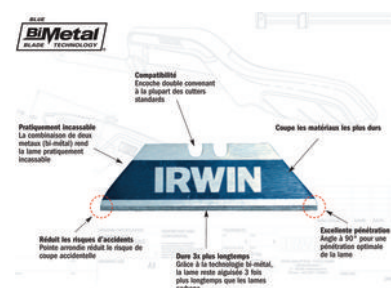 BLUE
BiMetal
BLADE TECHNOLOGY
Compatibilité
Encoche double convenant
à la plupart des cutters
standards
Pratiquement incassable
La combinaison de deux
metaux (bi-métal) rend
la lame pratiquement
incassable
Coupe les matériaux les plus durs
IRWIN
Réduit les risques d'accidents
Pointe arrondie réduit le risque de
coupe accidentelle
Dure 3x plus longtemps
Grâce à la technologie bi-métal,
la lame reste aiguisée 3 fois
plus longtemps que les lames
Excellente pénétration
Angle à 90° pour une
pénétration optimale
de la lame